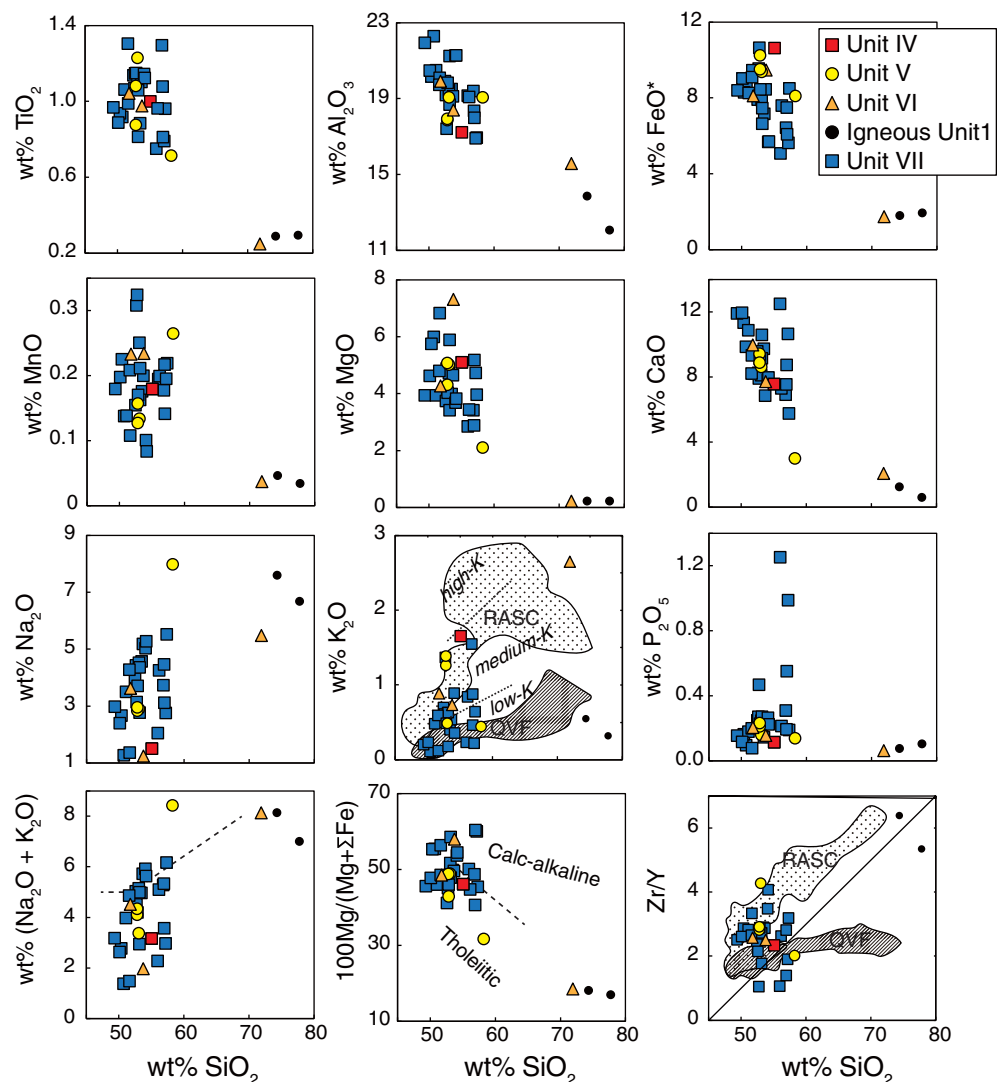 1.4
1.0
0.6
0.2
wt% TiO2
23
19
15
11
wt% Al2O3
12
8
4
0
wt% FeO*
Unit IV
Unit V
Unit VI
Igneous Unit1
Unit VII
0.3
0.2
0.1
0
wt% MnO
8
6
4
2
0
wt% MgO
12
8
4
0
wt% CaO
9
7
5
3
1
wt% Na2O
3
2
1
0
wt% K2O
high-K
RASC
medium-K
low-K
QVF
1.2
0.8
0.4
0.0
wt% P2O5
8
6
4
2
0
wt% (Na2O + K2O)
50 60 70 80
wt% SiO2
70
50
30
10
100Mg/(Mg+ΣFe)
Calc-alkaline
Tholeiitic
50 60 70 80
wt% SiO2
6
4
2
0
Zr/Y
RASC
QVF
50 60 70 80
wt% SiO2